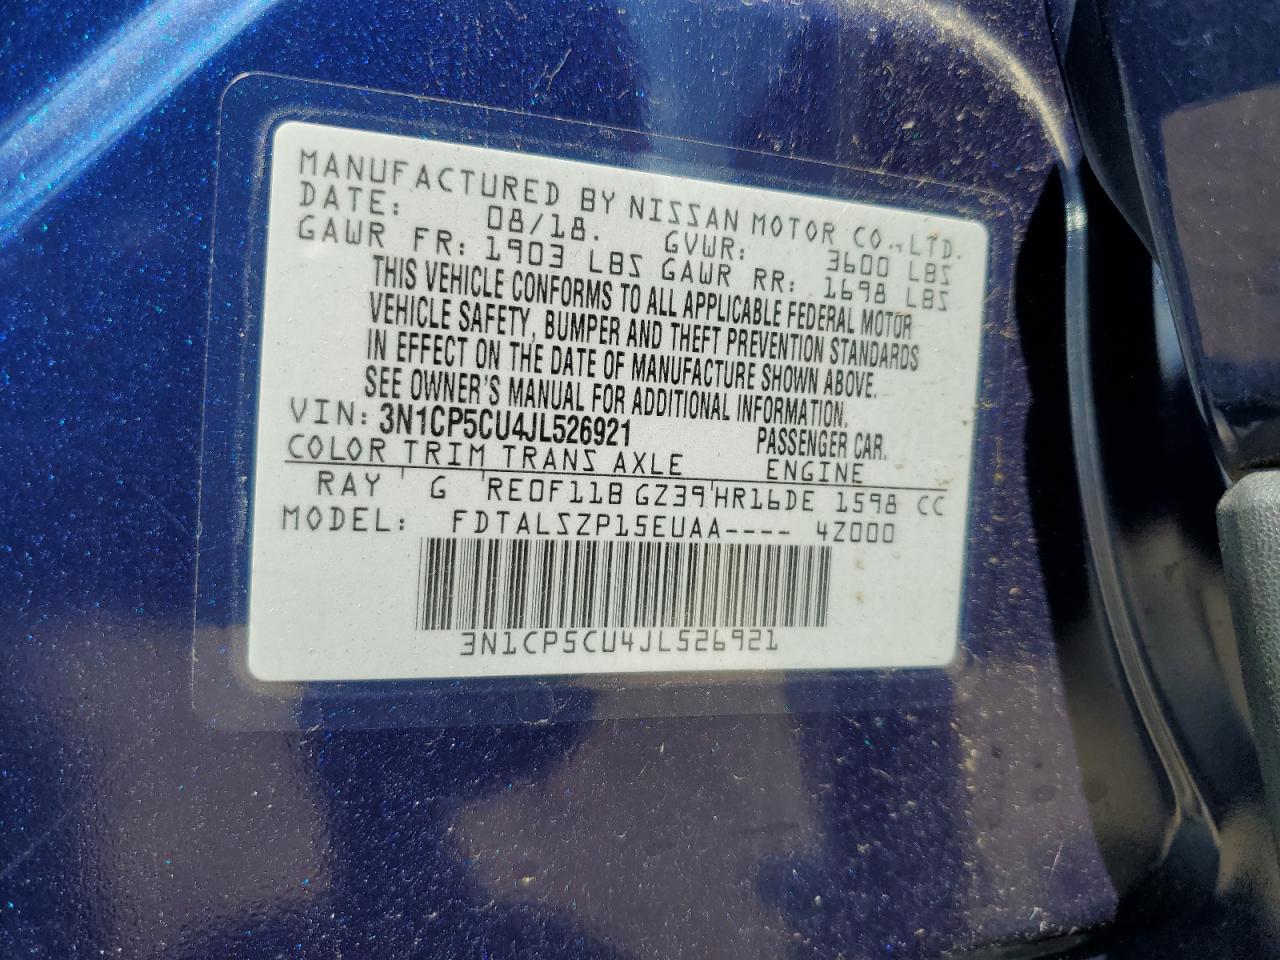 MANUFACTURED BY NISSAN MOTOR CO., LTD.
DATE: 08/18. GVWR: 3600 LBS
GAWR FR: 1903 LBS GAWR RR: 1698 LBS
THIS VEHICLE CONFORMS TO ALL APPLICABLE FEDERAL MOTOR
VEHICLE SAFETY, BUMPER AND THEFT PREVENTION STANDARDS
IN EFFECT ON THE DATE OF MANUFACTURE SHOWN ABOVE.
SEE OWNER'S MANUAL FOR ADDITIONAL INFORMATION.
VIN: 3N1CP5CU4JL526921 PASSENGER CAR.
COLOR TRIM TRANS AXLE ENGINE
RAY G RE0F11B GZ39 HR16DE 1598 CC
MODEL: FDTALSZP15EUAA---- 4Z000
3N1CP5CU4JL526921